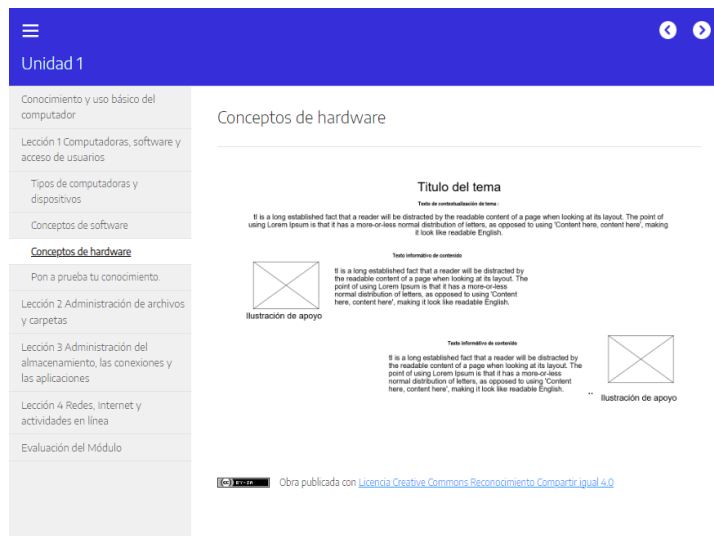 Unidad 1
Conocimiento y uso básico del
computador
Lección 1 Computadoras, software y
acceso de usuarios
Tipos de computadoras y
dispositivos
Conceptos de software
Conceptos de hardware
Pon a prueba tu conocimiento.
Lección 2 Administración de archivos
y carpetas
Lección 3 Administración del
almacenamiento, las conexiones y
las aplicaciones
Lección 4 Redes, Internet y
actividades en línea
Evaluación del Módulo
Conceptos de hardware
Titulo del tema
Texto de contextualización de tema :
tl is a long established fact that a reader will be distracted by the readable content of a page when looking at its layout. The point of
using Lorem Ipsum is that it has a more-or-less normal distribution of letters, as opposed to using 'Content here, content here', making
it look like readable English.
Texto informátivo de contenido
tl is a long established fact that a reader will be distracted by
the readable content of a page when looking at its layout. The
point of using Lorem Ipsum is that it has a more-or-less
normal distribution of letters, as opposed to using 'Content
here, content here', making it look like readable English.
Ilustración de apoyo
Texto informátivo de contenido
tl is a long established fact that a reader will be distracted by
the readable content of a page when looking at its layout. The
point of using Lorem Ipsum is that it has a more-or-less
normal distribution of letters, as opposed to using 'Content
here, content here', making it look like readable English.
Ilustración de apoyo
Obra publicada con Licencia Creative Commons Reconocimiento Compartir igual 4.0